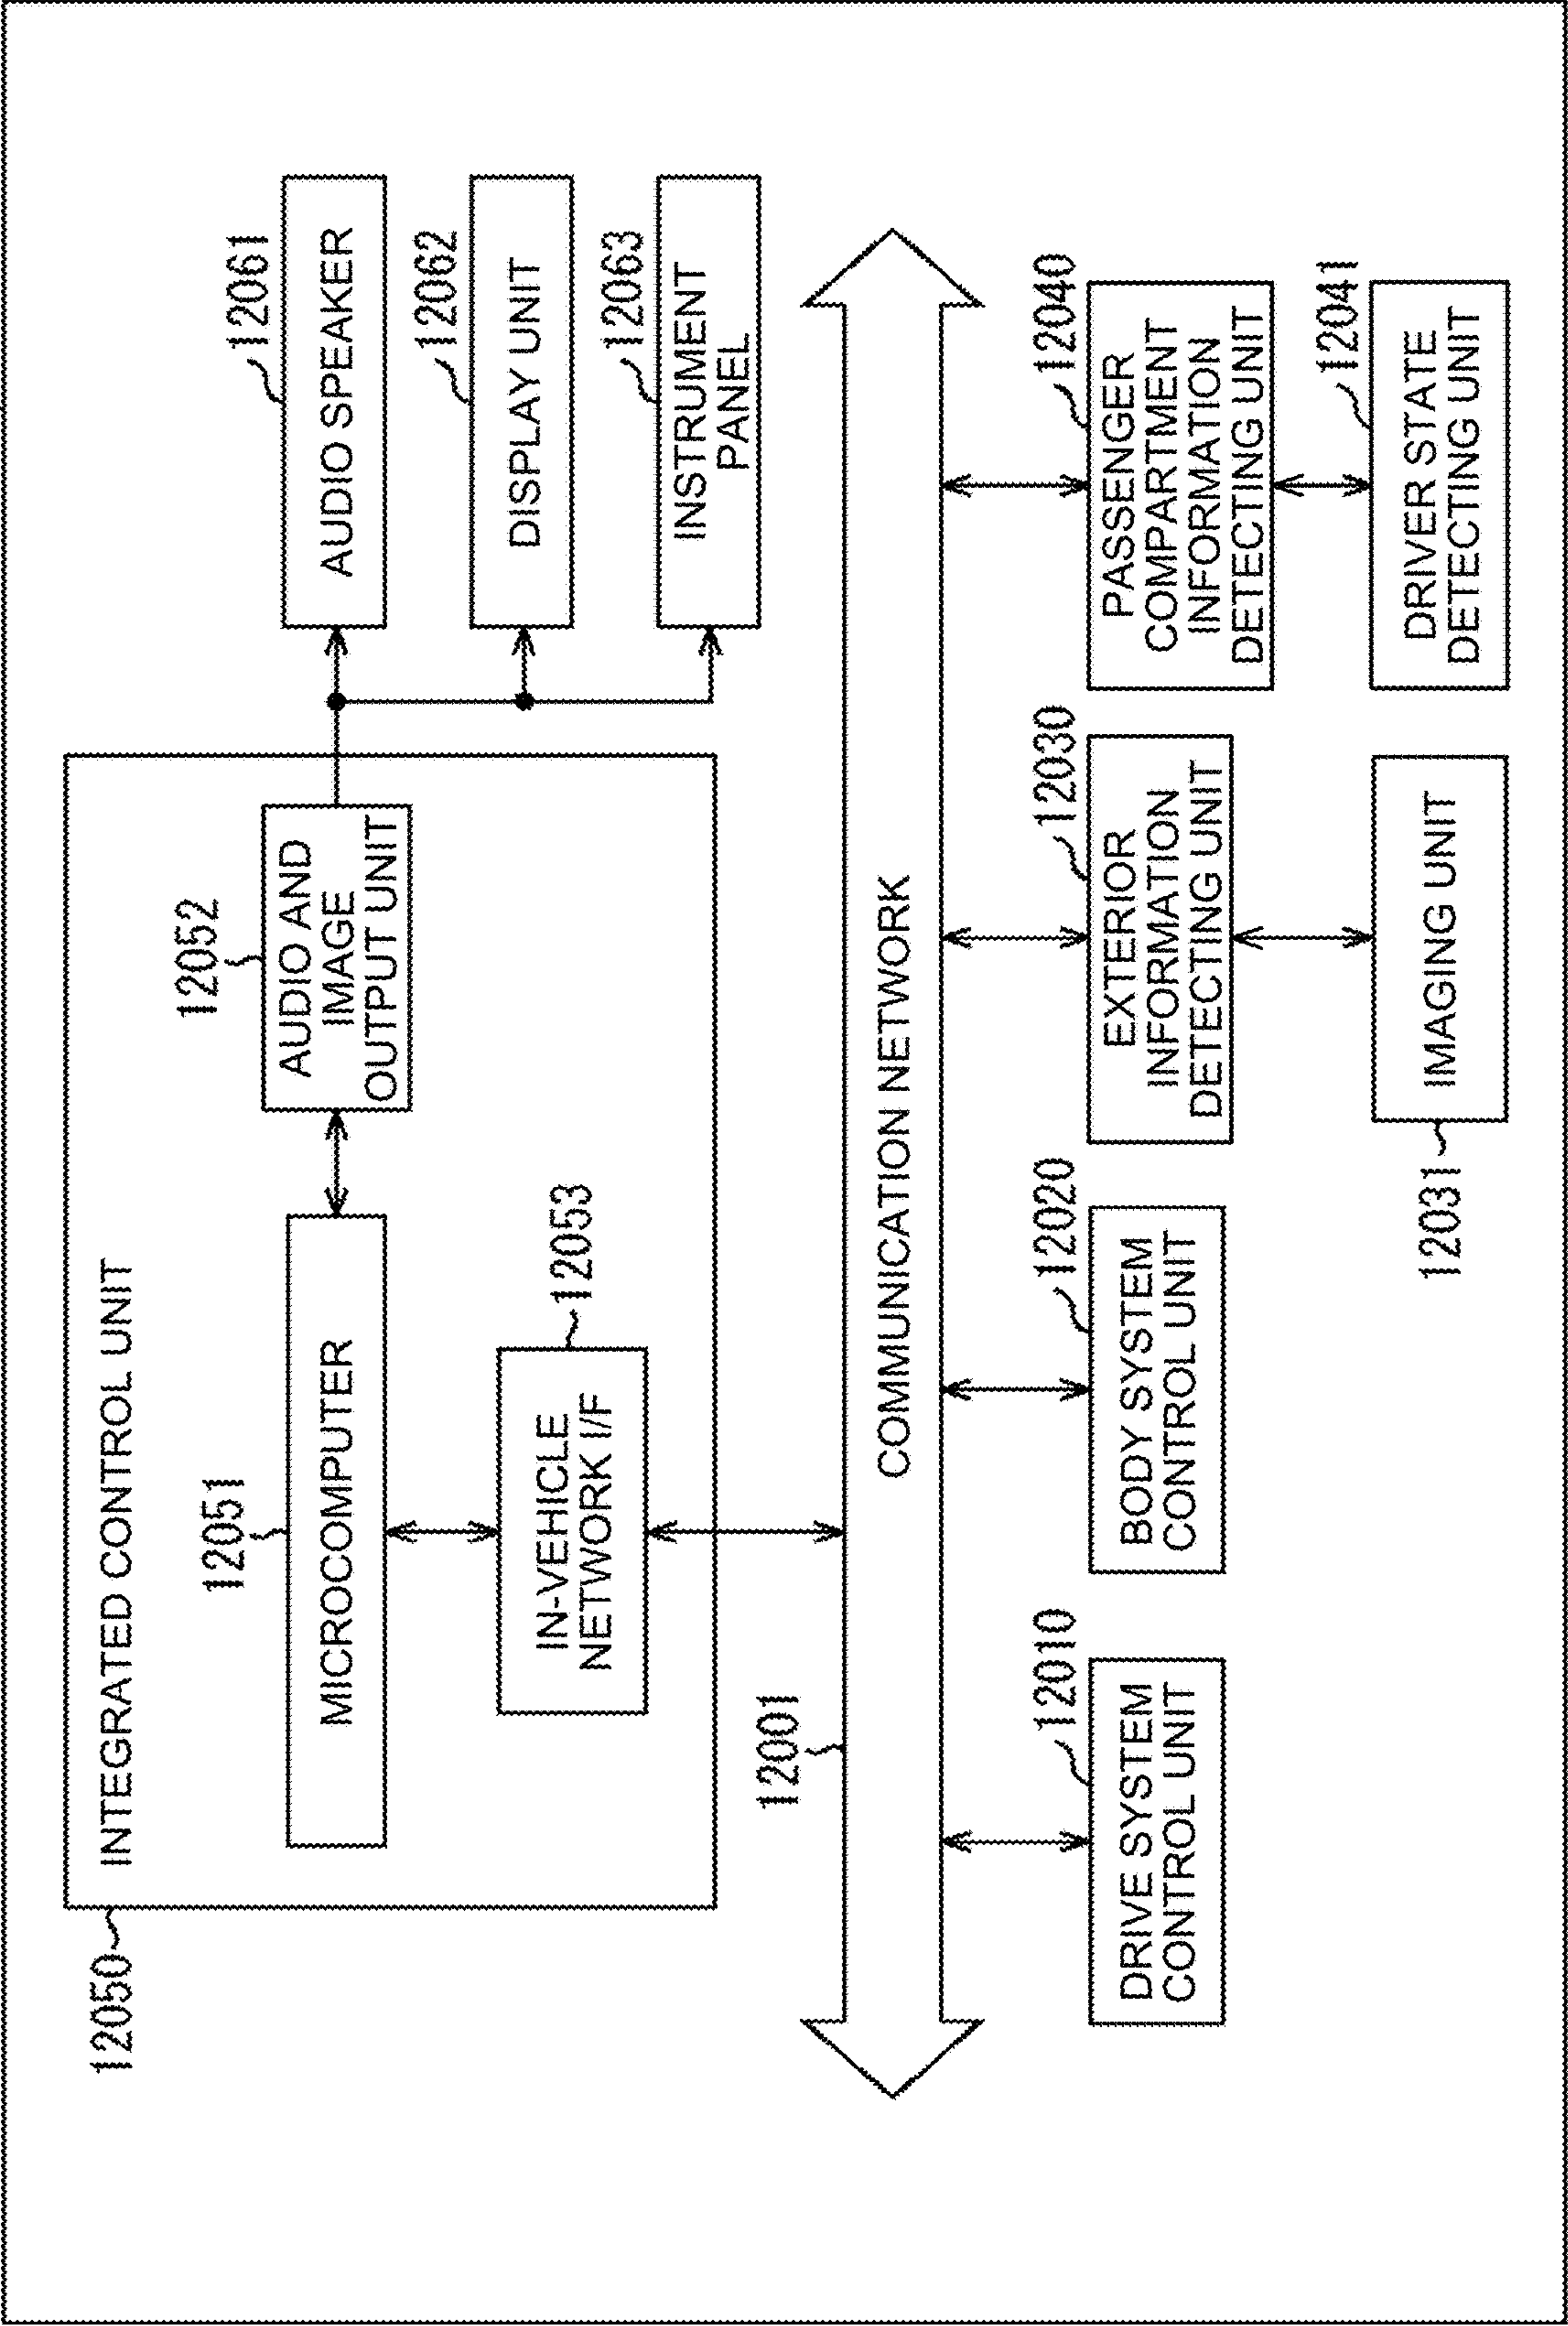 12050
INTEGRATED CONTROL UNIT
12051
MICROCOMPUTER
12052
AUDIO AND
IMAGE
OUTPUT UNIT
12053
IN-VEHICLE
NETWORK I/F
12061
AUDIO SPEAKER
12062
DISPLAY UNIT
12063
INSTRUMENT
PANEL
12001
COMMUNICATION NETWORK
12010
DRIVE SYSTEM
CONTROL UNIT
12020
BODY SYSTEM
CONTROL UNIT
12030
EXTERIOR
INFORMATION
DETECTING UNIT
12040
PASSENGER
COMPARTMENT
INFORMATION
DETECTING UNIT
12031
IMAGING UNIT
12041
DRIVER STATE
DETECTING UNIT